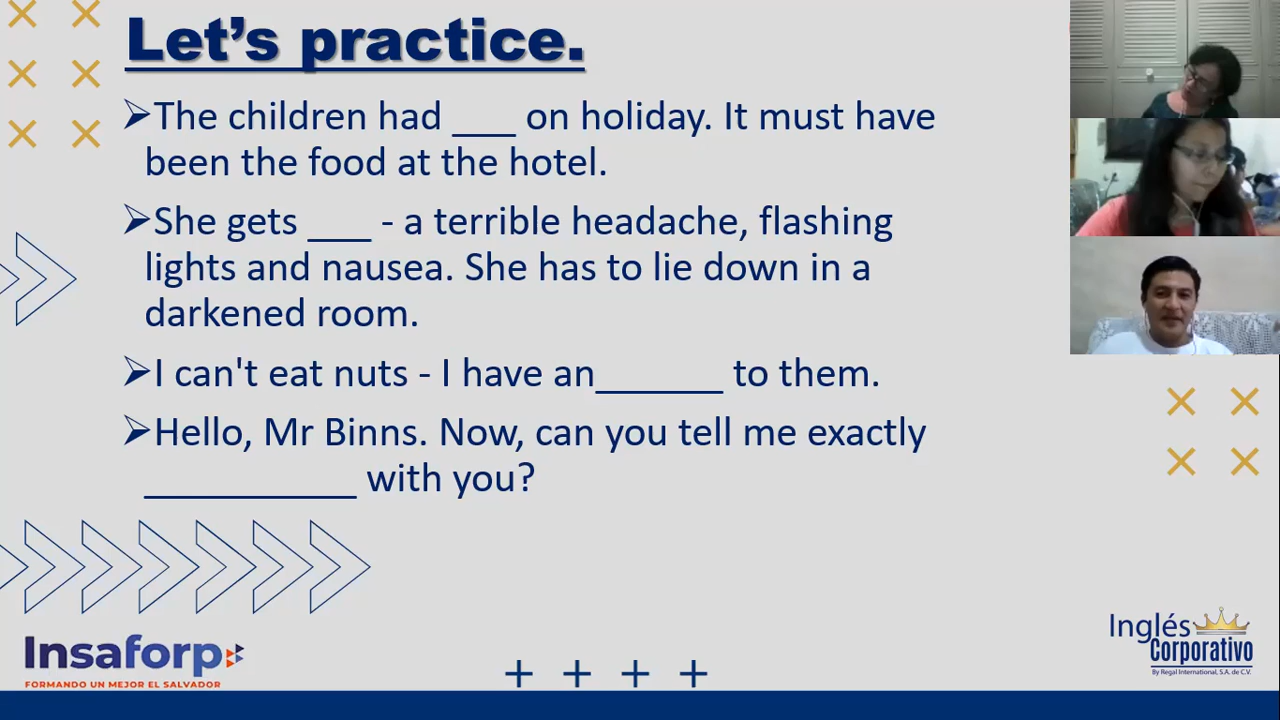 Let's practice.
The children had ___ on holiday. It must have
been the food at the hotel.
She gets ___ - a terrible headache, flashing
lights and nausea. She has to lie down in a
darkened room.
I can't eat nuts - I have an______ to them.
Hello, Mr Binns. Now, can you tell me exactly
__________ with you?
Insaforp
FORMANDO UN MEJOR EL SALVADOR
Inglés
Corporativo
By Regal International, S.A. de C.V.